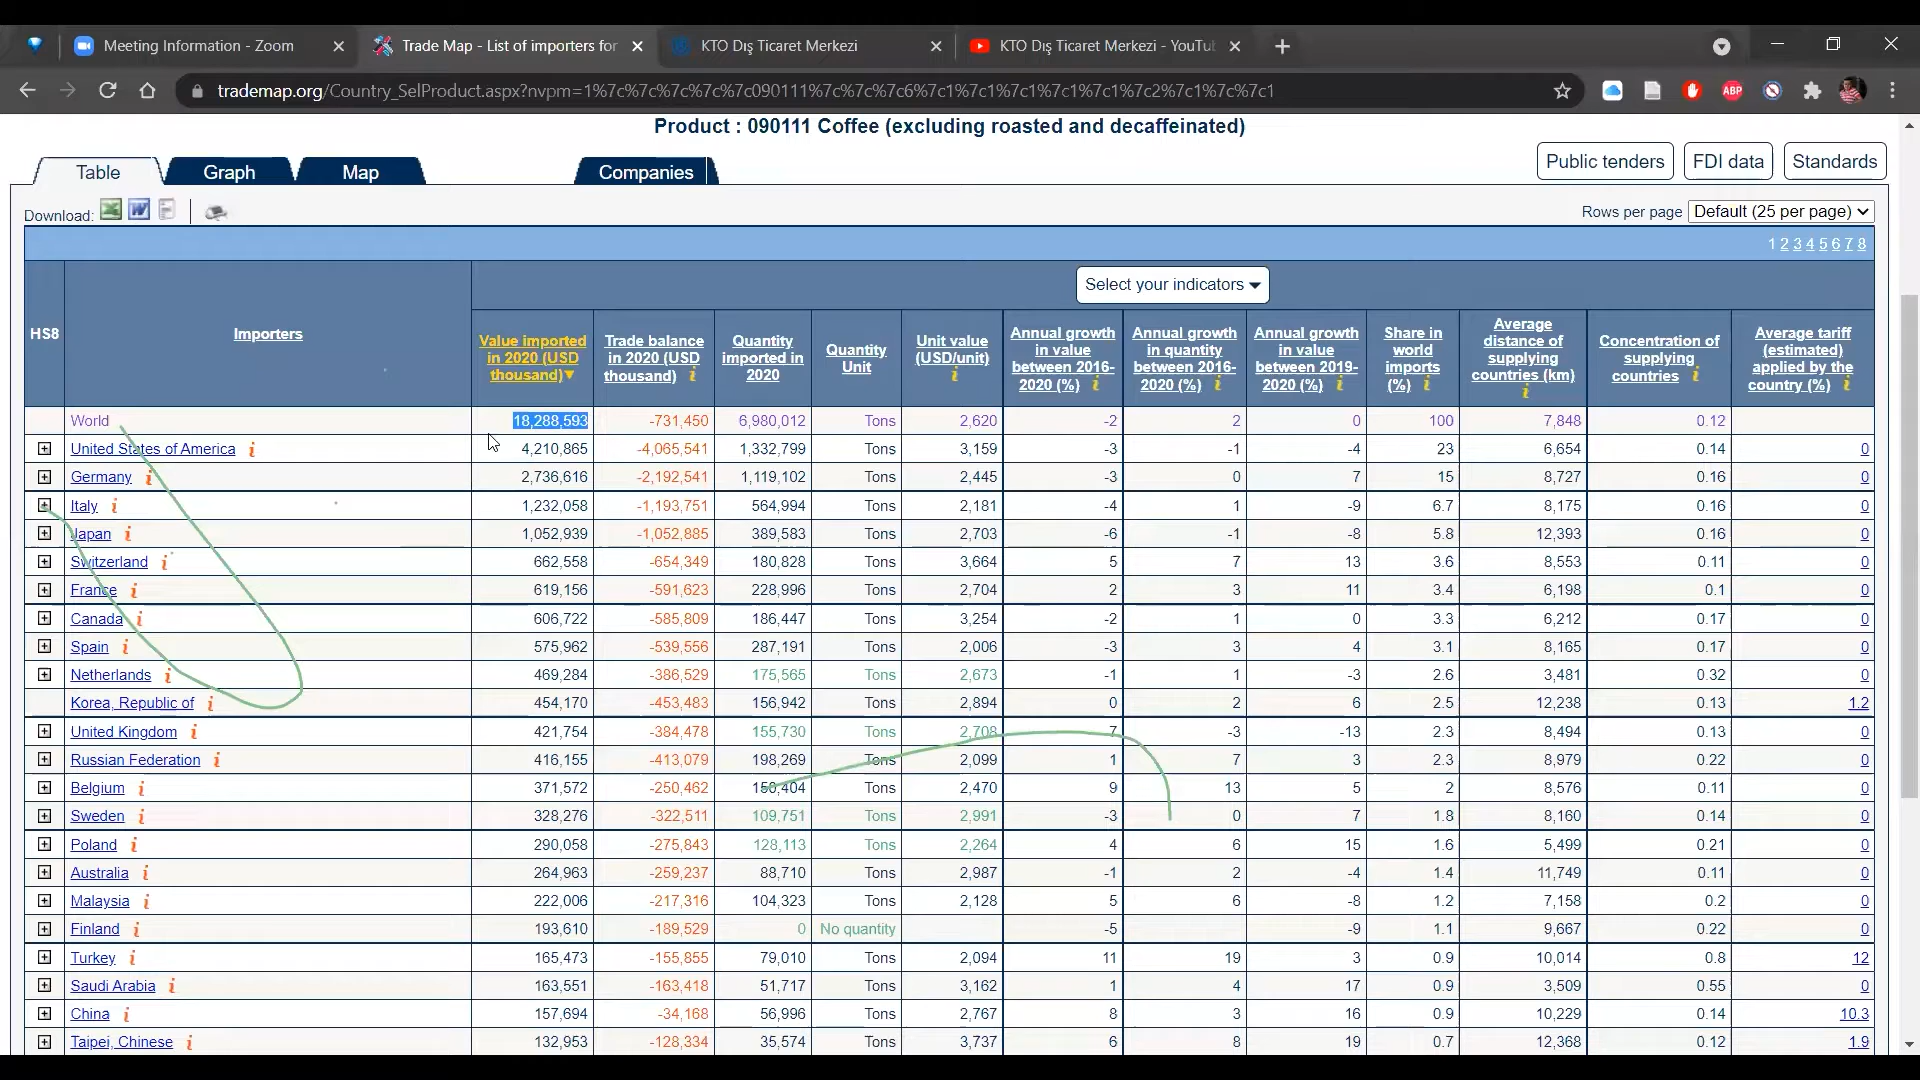 Meeting Information - Zoom
Trade Map - List of importers for
KTO Dış Ticaret Merkezi
KTO Dış Ticaret Merkezi - YouTu
trademap.org/Country_SelProduct.aspx?nvpm=1%7c%7c%7c%7c%7c090111%7c%7c%7c6%7c1%7c1%7c1%7c1%7c1%7c2%7c1%7c%7c1
ABP
Product : 090111 Coffee (excluding roasted and decaffeinated)
Table Graph Map Companies
Public tenders FDI data Standards
Download:
Rows per page Default (25 per page)
1 2 3 4 5 6 7 8
Select your indicators
HS8
Importers
Value imported in 2020 (USD thousand)
Trade balance in 2020 (USD thousand) i
Quantity imported in 2020
Quantity Unit
Unit value (USD/unit) i
Annual growth in value between 2016-2020 (%) i
Annual growth in quantity between 2016-2020 (%) i
Annual growth in value between 2019-2020 (%) i
Share in world imports (%) i
Average distance of supplying countries (km) i
Concentration of supplying countries i
Average tariff (estimated) applied by the country (%) i
World 18,288,593 -731,450 6,980,012 Tons 2,620 -2 2 0 100 7,848 0.12
United States of America i 4,210,865 -4,065,541 1,332,799 Tons 3,159 -3 -1 -4 23 6,654 0.14 0
Germany i 2,736,616 -2,192,541 1,119,102 Tons 2,445 -3 0 7 15 8,727 0.16 0
Italy i 1,232,058 -1,193,751 564,994 Tons 2,181 -4 1 -9 6.7 8,175 0.16 0
Japan i 1,052,939 -1,052,885 389,583 Tons 2,703 -6 -1 -8 5.8 12,393 0.16 0
Switzerland i 662,558 -654,349 180,828 Tons 3,664 5 7 13 3.6 8,553 0.11 0
France i 619,156 -591,623 228,996 Tons 2,704 2 3 11 3.4 6,198 0.1 0
Canada i 606,722 -585,809 186,447 Tons 3,254 -2 1 0 3.3 6,212 0.17 0
Spain i 575,962 -539,556 287,191 Tons 2,006 -3 3 4 3.1 8,165 0.17 0
Netherlands i 469,284 -386,529 175,565 Tons 2,673 -1 1 -3 2.6 3,481 0.32 0
Korea, Republic of i 454,170 -453,483 156,942 Tons 2,894 0 2 6 2.5 12,238 0.13 1.2
United Kingdom i 421,754 -384,478 155,730 Tons 2,708 7 -3 -13 2.3 8,494 0.13 0
Russian Federation i 416,155 -413,079 198,269 Tons 2,099 1 7 3 2.3 8,979 0.22 0
Belgium i 371,572 -250,462 150,404 Tons 2,470 9 13 5 2 8,576 0.11 0
Sweden i 328,276 -322,511 109,751 Tons 2,991 -3 0 7 1.8 8,160 0.14 0
Poland i 290,058 -275,843 128,113 Tons 2,264 4 6 15 1.6 5,499 0.21 0
Australia i 264,963 -259,237 88,710 Tons 2,987 -1 2 -4 1.4 11,749 0.11 0
Malaysia i 222,006 -217,316 104,323 Tons 2,128 5 6 -8 1.2 7,158 0.2 0
Finland i 193,610 -189,529 0 No quantity -5 -9 1.1 9,667 0.22 0
Turkey i 165,473 -155,855 79,010 Tons 2,094 11 19 3 0.9 10,014 0.8 12
Saudi Arabia i 163,551 -163,418 51,717 Tons 3,162 1 4 17 0.9 3,509 0.55 0
China i 157,694 -34,168 56,996 Tons 2,767 8 3 16 0.9 10,229 0.14 10.3
Taipei, Chinese i 132,953 -128,334 35,574 Tons 3,737 6 8 19 0.7 12,368 0.12 1.9